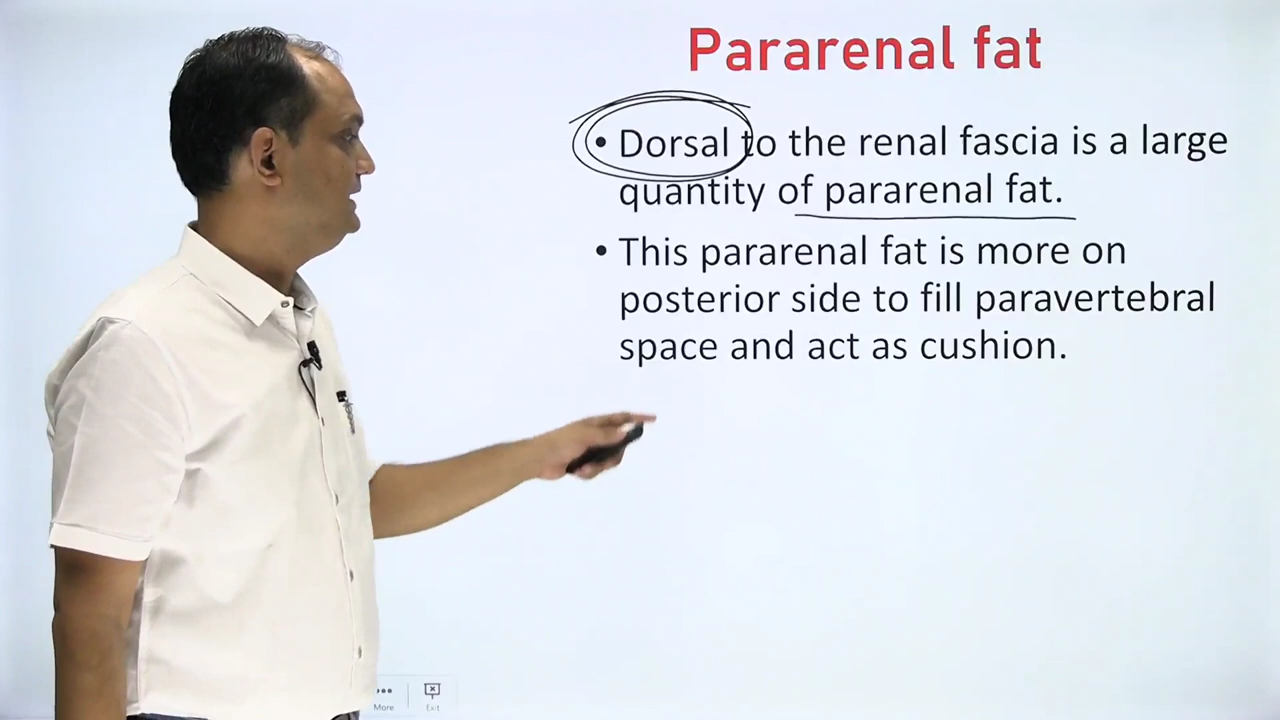 Pararenal fat
• Dorsal to the renal fascia is a large
quantity of pararenal fat.
• This pararenal fat is more on
posterior side to fill paravertebral
space and act as cushion.
More
Exit